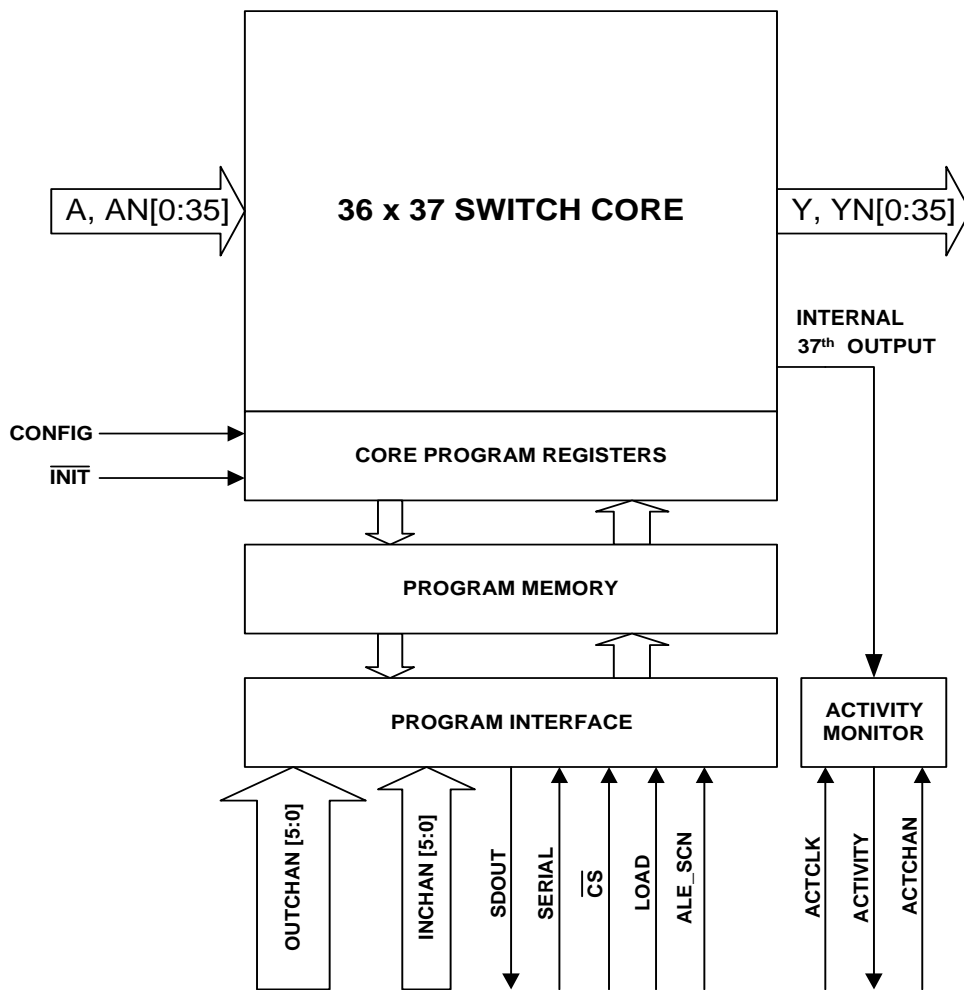 36 x 37 SWITCH CORE
A, AN[0:35]
Y, YN[0:35]
INTERNAL
37th OUTPUT
CONFIG
INIT
CORE PROGRAM REGISTERS
PROGRAM MEMORY
PROGRAM INTERFACE
ACTIVITY
MONITOR
OUTCHAN [5:0]
INCHAN [5:0]
SDOUT
SERIAL
CS
LOAD
ALE_SCN
ACTCLK
ACTIVITY
ACTCHAN